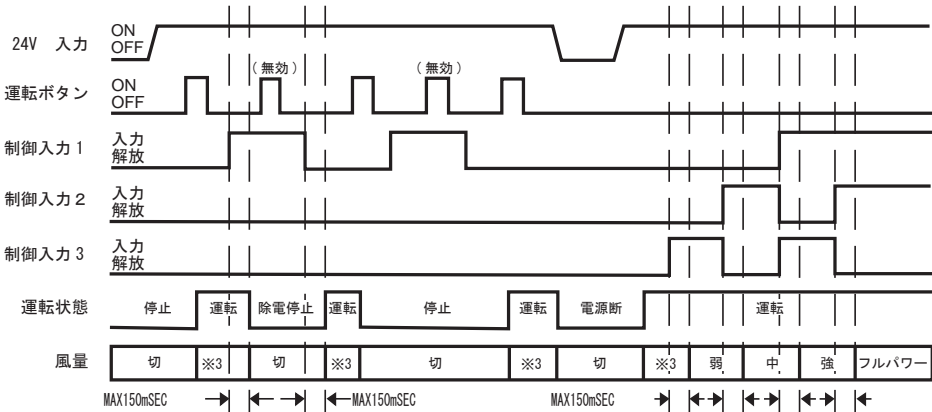 24V 入力 ON
OFF
(無効) (無効)
運転ボタン ON
OFF
制御入力1 入力
解放
制御入力2 入力
解放
制御入力3 入力
解放
運転状態 停止 運転 除電停止 運転 停止 運転 電源断 運転
風量 切 ※3 切 ※3 切 ※3 切 ※3 弱 中 強 フルパワー
MAX150mSEC MAX150mSEC MAX150mSEC